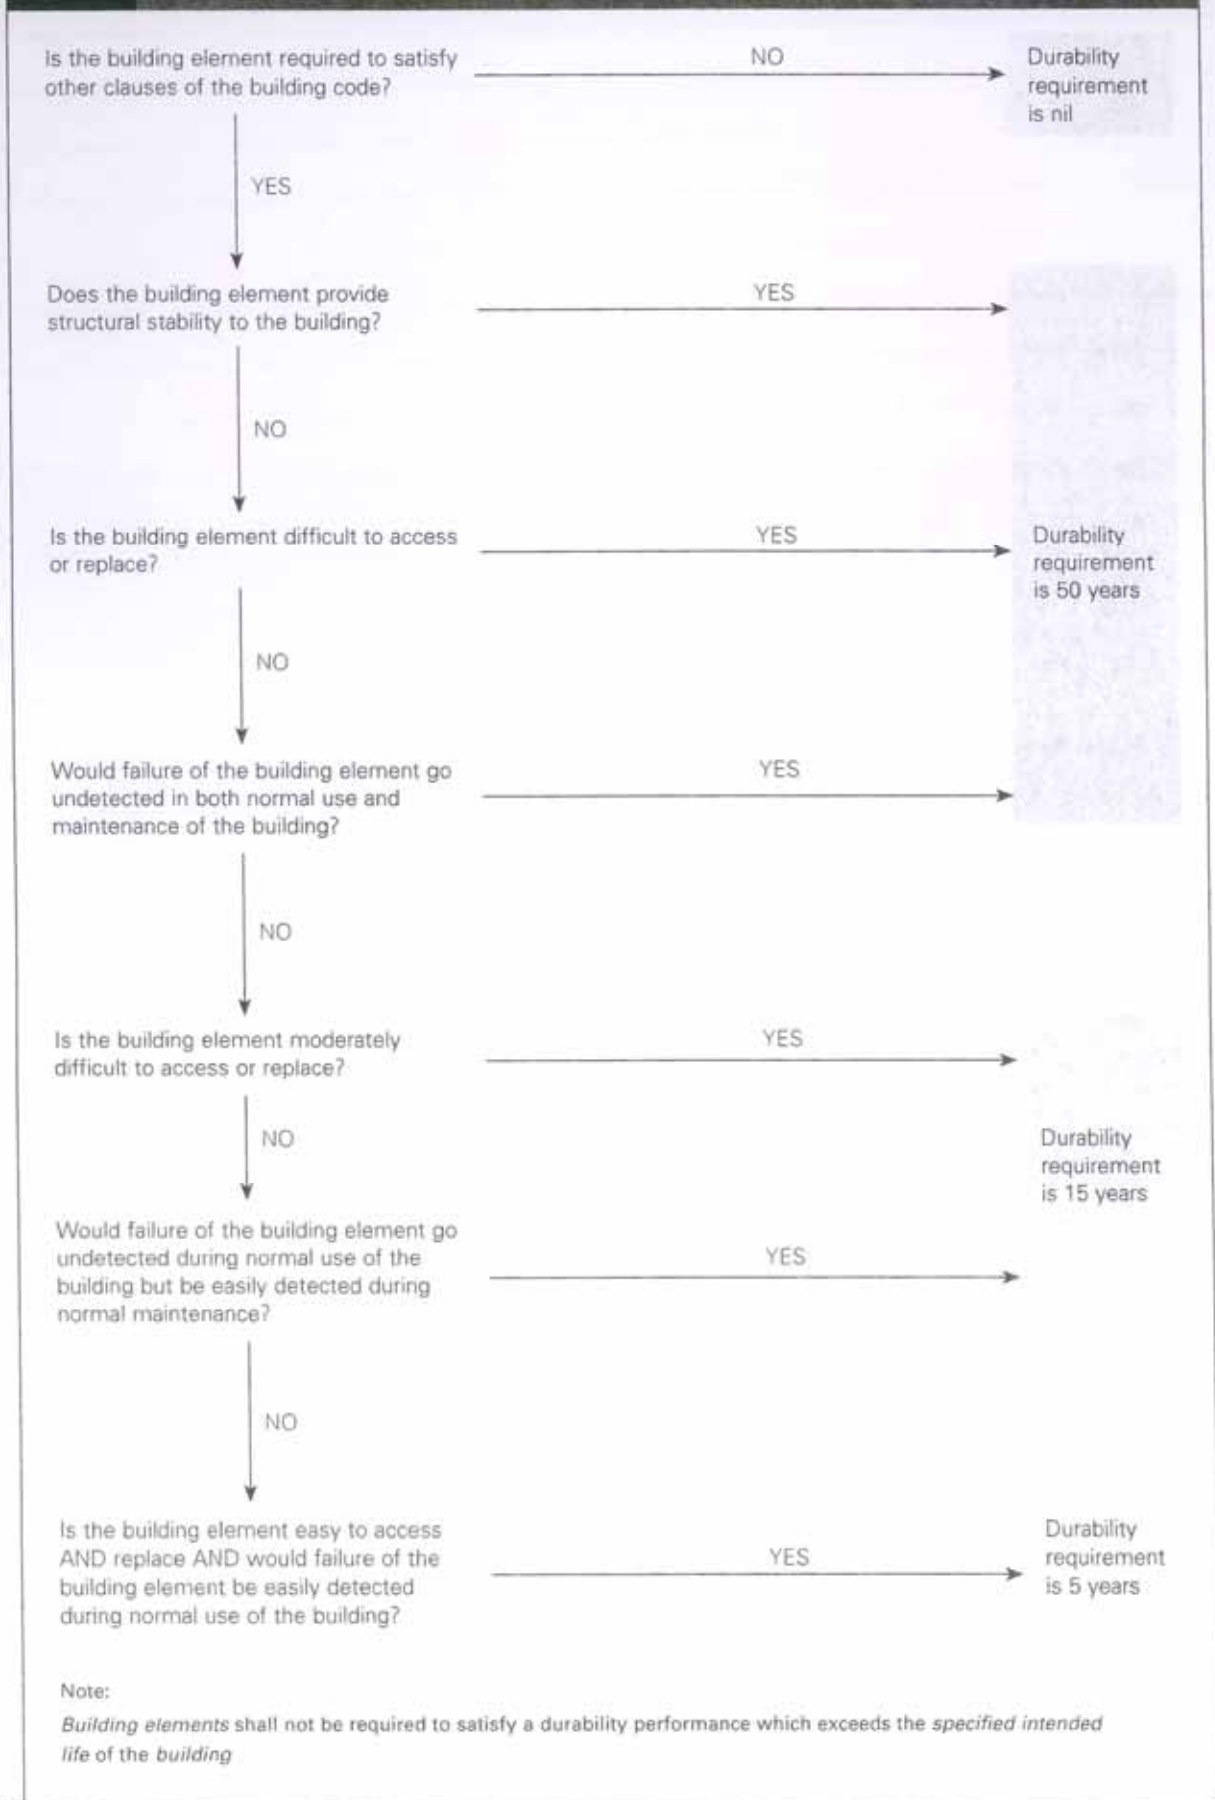 Is the building element required to satisfy
other clauses of the building code?
NO
Durability
requirement
is nil
YES
Does the building element provide
structural stability to the building?
YES
NO
Is the building element difficult to access
or replace?
YES
Durability
requirement
is 50 years
NO
Would failure of the building element go
undetected in both normal use and
maintenance of the building?
YES
NO
Is the building element moderately
difficult to access or replace?
YES
NO
Durability
requirement
is 15 years
Would failure of the building element go
undetected during normal use of the
building but be easily detected during
normal maintenance?
YES
NO
Is the building element easy to access
AND replace AND would failure of the
building element be easily detected
during normal use of the building?
YES
Durability
requirement
is 5 years
Note:
Building elements shall not be required to satisfy a durability performance which exceeds the specified intended
life of the building